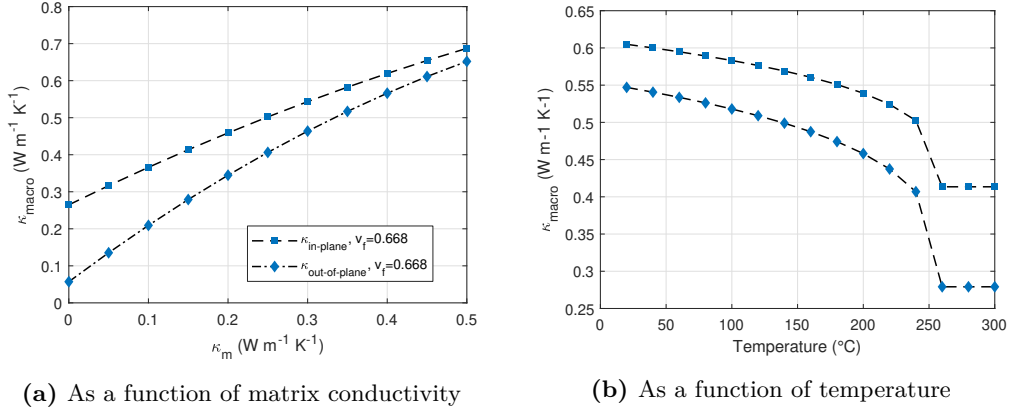 0.8
0.7
0.6
0.5
0.4
0.3
0.2
0.1
0
κmacro (W m-1 K-1)
κin-plane, vf=0.668
κout-of-plane, vf=0.668
0 0.1 0.2 0.3 0.4 0.5
κm (W m-1 K-1)
(a) As a function of matrix conductivity
0.65
0.6
0.55
0.5
0.45
0.4
0.35
0.3
0.25
κmacro (W m-1 K-1)
0 50 100 150 200 250 300
Temperature (°C)
(b) As a function of temperature